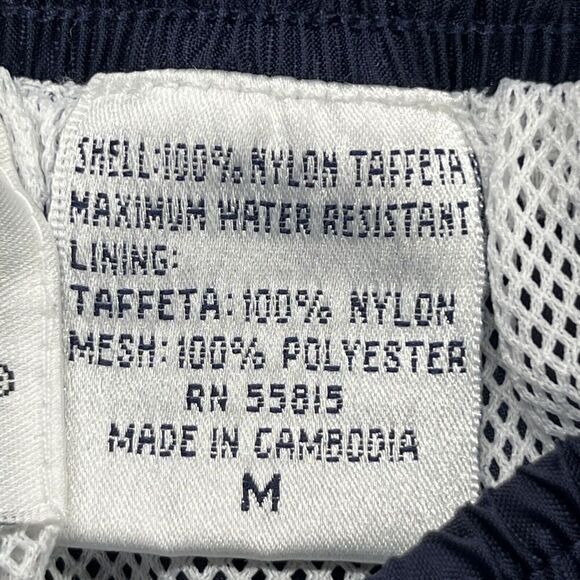 SHELL:100% NYLON TAFFETA
MAXIMUM WATER RESISTANT
LINING:
TAFFETA: 100% NYLON
MESH: 100% POLYESTER
RN 55815
MADE IN CAMBODIA
M